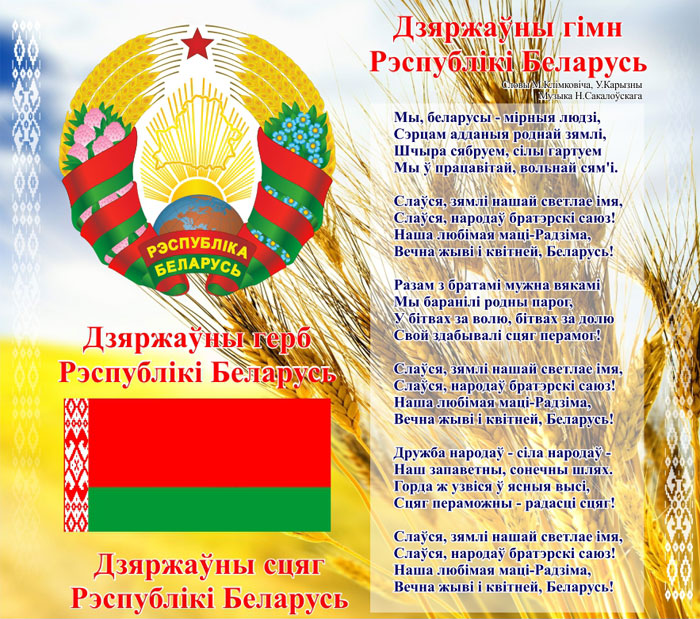 РЭСПУБЛІКА
БЕЛАРУСЬ
Дзяржаўны герб
Рэспублікі Беларусь
Дзяржаўны сцяг
Рэспублікі Беларусь
Дзяржаўны гімн
Рэспублікі Беларусь
Словы М.Клімковіча, У.Карызны
Музыка Н.Сакалоўскага
Мы, беларусы - мірныя людзі,
Сэрцам адданыя роднай зямлі,
Шчыра сябруем, сілы гартуем
Мы ў працавітай, вольнай сям'і.
Слаўся, зямлі нашай светлае імя,
Слаўся, народаў братэрскі саюз!
Наша любімая маці-Радзіма,
Вечна жыві і квітней, Беларусь!
Разам з братамі мужна вякамі
Мы баранілі родны парог,
У бітвах за волю, бітвах за долю
Свой здабывалі сцяг перамог!
Слаўся, зямлі нашай светлае імя,
Слаўся, народаў братэрскі саюз!
Наша любімая маці-Радзіма,
Вечна жыві і квітней, Беларусь!
Дружба народаў - сіла народаў -
Наш запаветны, сонечны шлях.
Горда ж узвіся ў ясныя высі,
Сцяг пераможны - радасці сцяг!
Слаўся, зямлі нашай светлае імя,
Слаўся, народаў братэрскі саюз!
Наша любімая маці-Радзіма,
Вечна жыві і квітней, Беларусь!